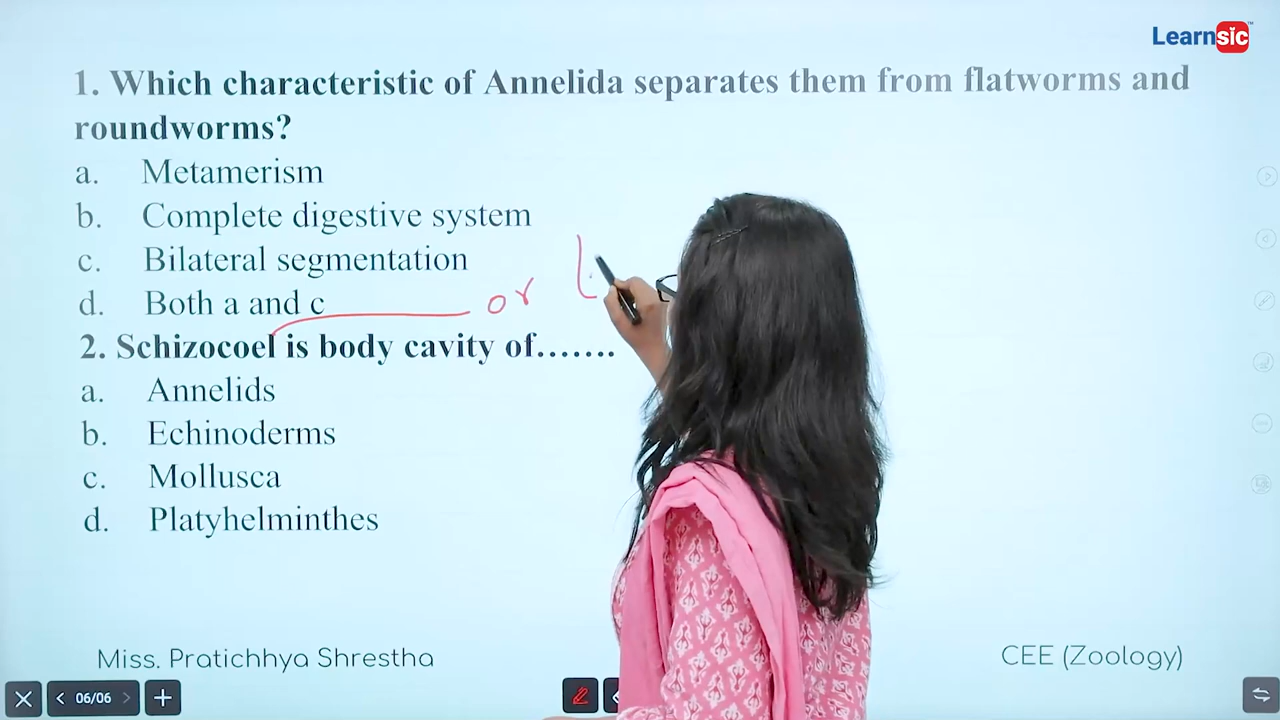 Learnsic
1. Which characteristic of Annelida separates them from flatworms and
roundworms?
a. Metamerism
b. Complete digestive system
c. Bilateral segmentation
d. Both a and c
or
2. Schizocoel is body cavity of.......
a. Annelids
b. Echinoderms
c. Mollusca
d. Platyhelminthes
Miss. Pratichhya Shrestha
CEE (Zoology)
06/06